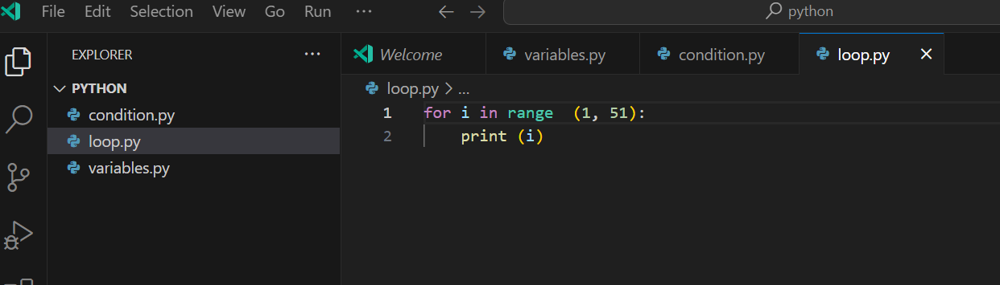 File Edit Selection View Go Run ···
python
EXPLORER ···
Welcome variables.py condition.py loop.py
PYTHON
condition.py
loop.py
variables.py
loop.py > ...
1 for i in range  (1, 51):
2     print (i)